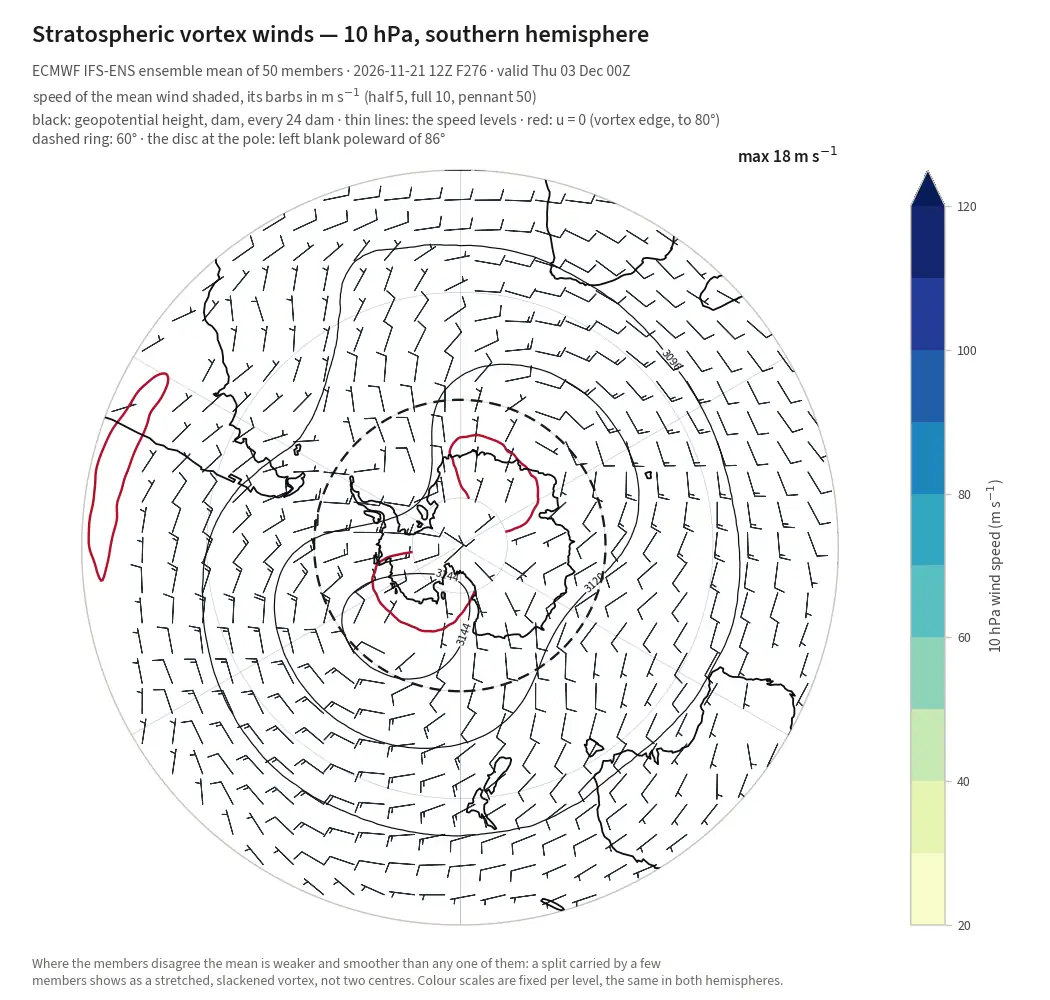 Stratospheric vortex winds — 10 hPa, southern hemisphere
ECMWF IFS-ENS ensemble mean of 50 members · 2026-11-21 12Z F276 · valid Thu 03 Dec 00Z
speed of the mean wind shaded, its barbs in m s⁻¹ (half 5, full 10, pennant 50)
black: geopotential height, dam, every 24 dam · thin lines: the speed levels · red: u = 0 (vortex edge, to 80°)
dashed ring: 60° · the disc at the pole: left blank poleward of 86°
max 18 m s⁻¹
120
100
80
60
40
20
10 hPa wind speed (m s⁻¹)
3096
3120
3144
3144
Where the members disagree the mean is weaker and smoother than any one of them: a split carried by a few
members shows as a stretched, slackened vortex, not two centres. Colour scales are fixed per level, the same in both hemispheres.